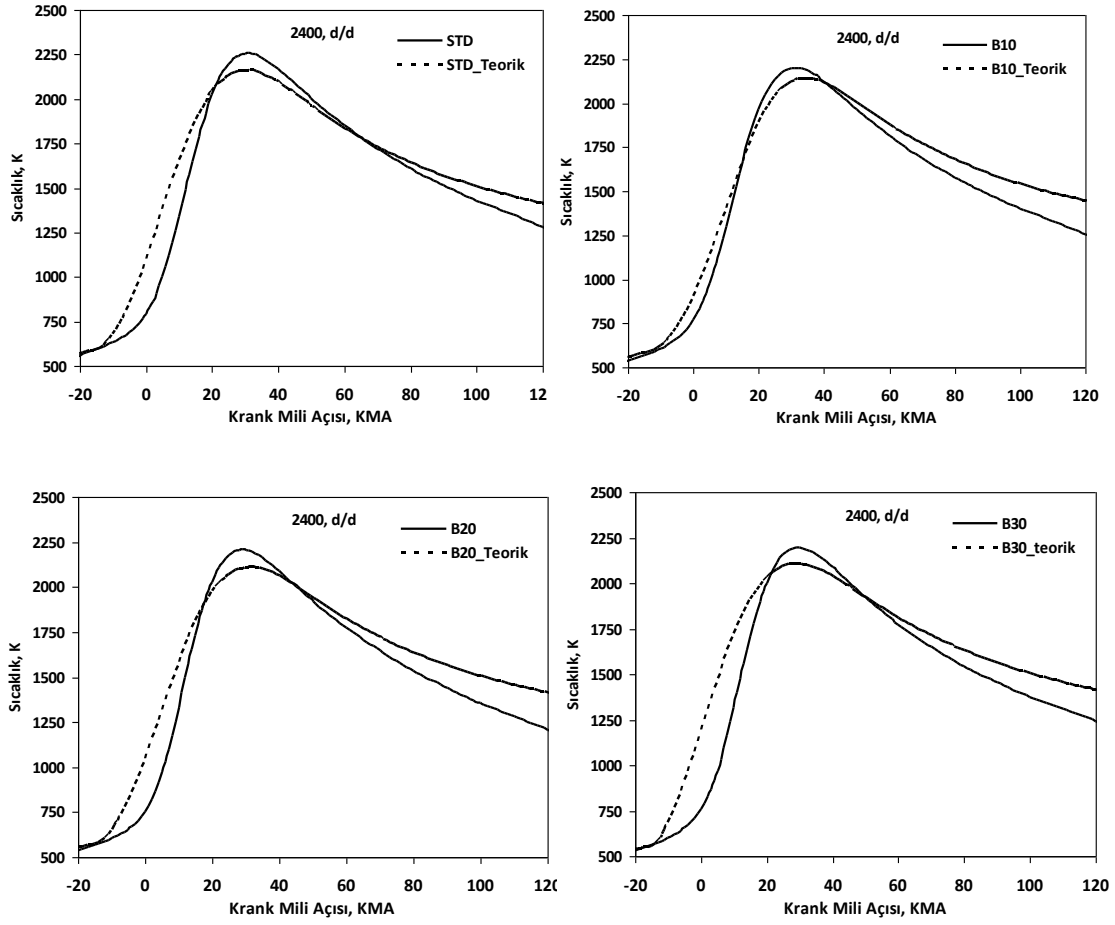 2500
2250
2000
1750
1500
1250
1000
750
500
-20 0 20 40 60 80 100 120
Sıcaklık, K
Krank Mili Açısı, KMA
2400, d/d
STD
STD_Teorik
2500
2250
2000
1750
1500
1250
1000
750
500
-20 0 20 40 60 80 100 120
Sıcaklık, K
Krank Mili Açısı, KMA
2400, d/d
B10
B10_Teorik
2500
2250
2000
1750
1500
1250
1000
750
500
-20 0 20 40 60 80 100 120
Sıcaklık, K
Krank Mili Açısı, KMA
2400, d/d
B20
B20_Teorik
2500
2250
2000
1750
1500
1250
1000
750
500
-20 0 20 40 60 80 100 120
Sıcaklık, K
Krank Mili Açısı, KMA
2400, d/d
B30
B30_teorik